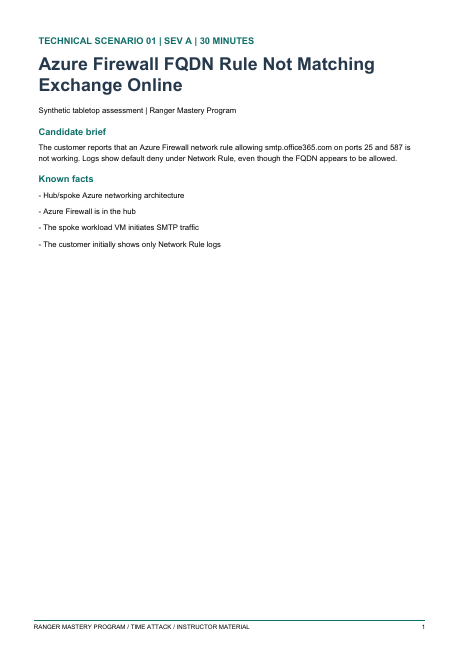 TECHNICAL SCENARIO 01 | SEV A | 30 MINUTES
Azure Firewall FQDN Rule Not Matching
Exchange Online
Synthetic tabletop assessment | Ranger Mastery Program
Candidate brief
The customer reports that an Azure Firewall network rule allowing smtp.office365.com on ports 25 and 587 is
not working. Logs show default deny under Network Rule, even though the FQDN appears to be allowed.
Known facts
- Hub/spoke Azure networking architecture
- Azure Firewall is in the hub
- The spoke workload VM initiates SMTP traffic
- The customer initially shows only Network Rule logs
RANGER MASTERY PROGRAM / TIME ATTACK / INSTRUCTOR MATERIAL
1